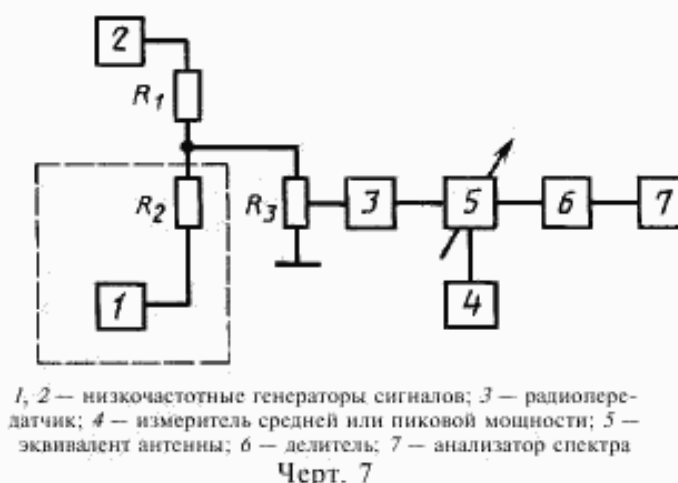 2
R1
R2
R3
3
5
6
7
1
4
1, 2 — низкочастотные генераторы сигналов; 3 — радиопере-
датчик; 4 — измеритель средней или пиковой мощности; 5 —
эквивалент антенны; 6 — делитель; 7 — анализатор спектра
Черт. 7